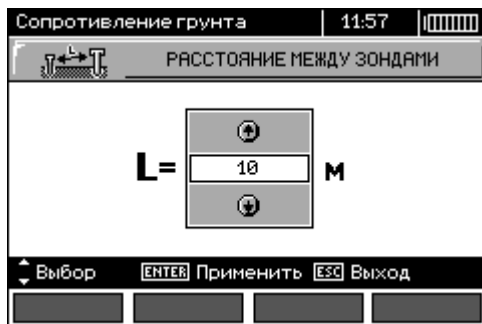 Сопротивление грунта 11:57
РАССТОЯНИЕ МЕЖДУ ЗОНДАМИ
L= 10 м
Выбор ENTER Применить ESC Выход